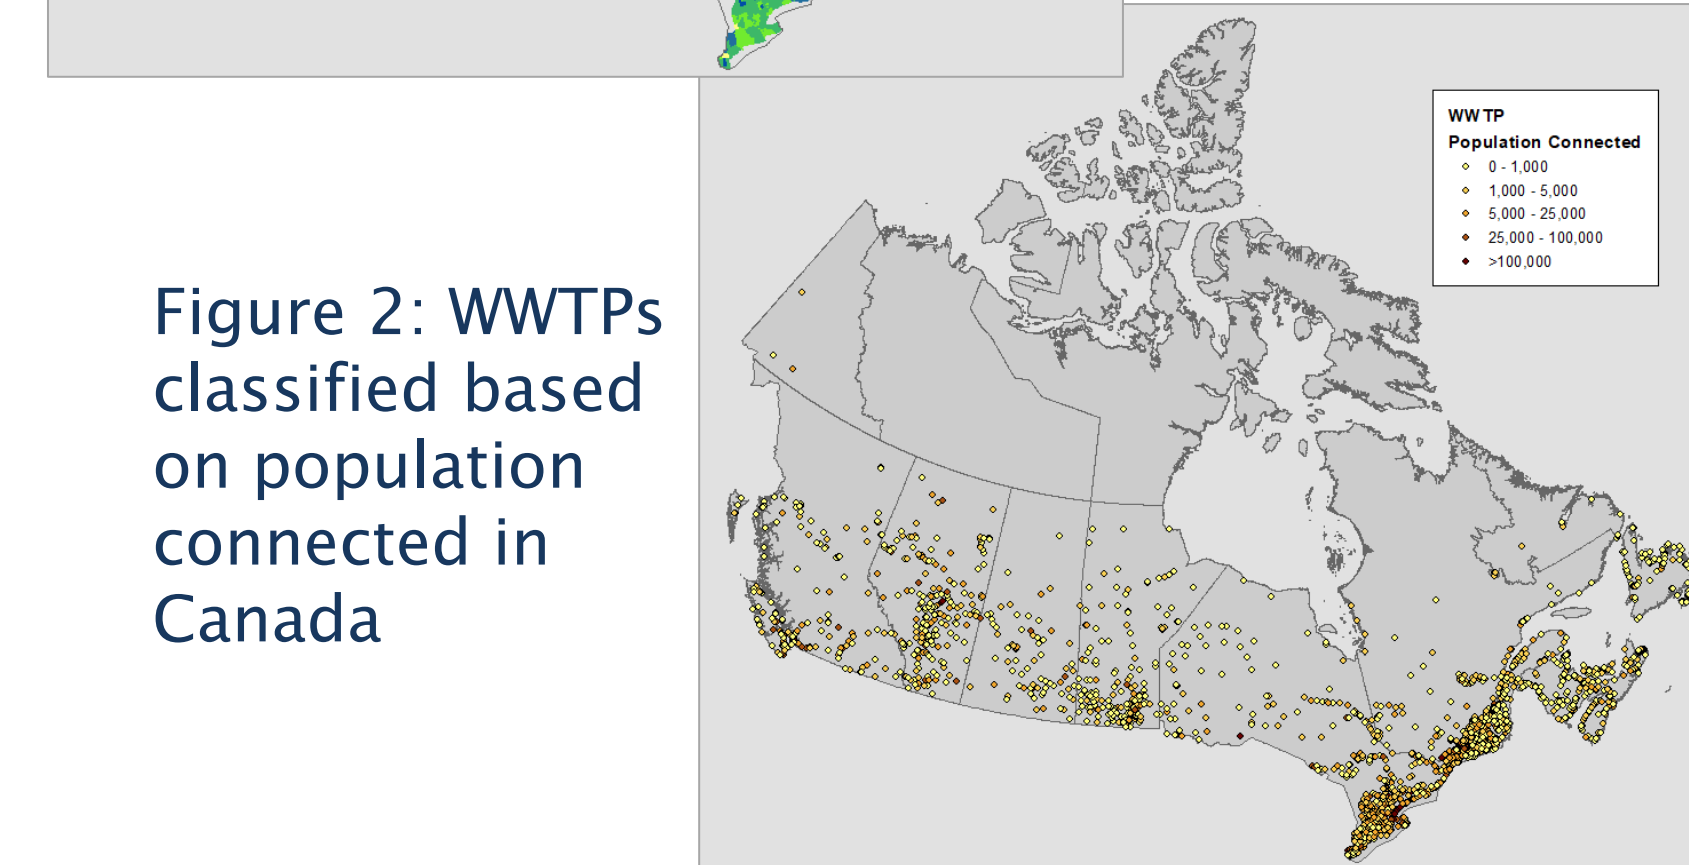 WWTP
Population Connected
0 - 1,000
1,000 - 5,000
5,000 - 25,000
25,000 - 100,000
>100,000
Figure 2: WWTPs
classified based
on population
connected in
Canada